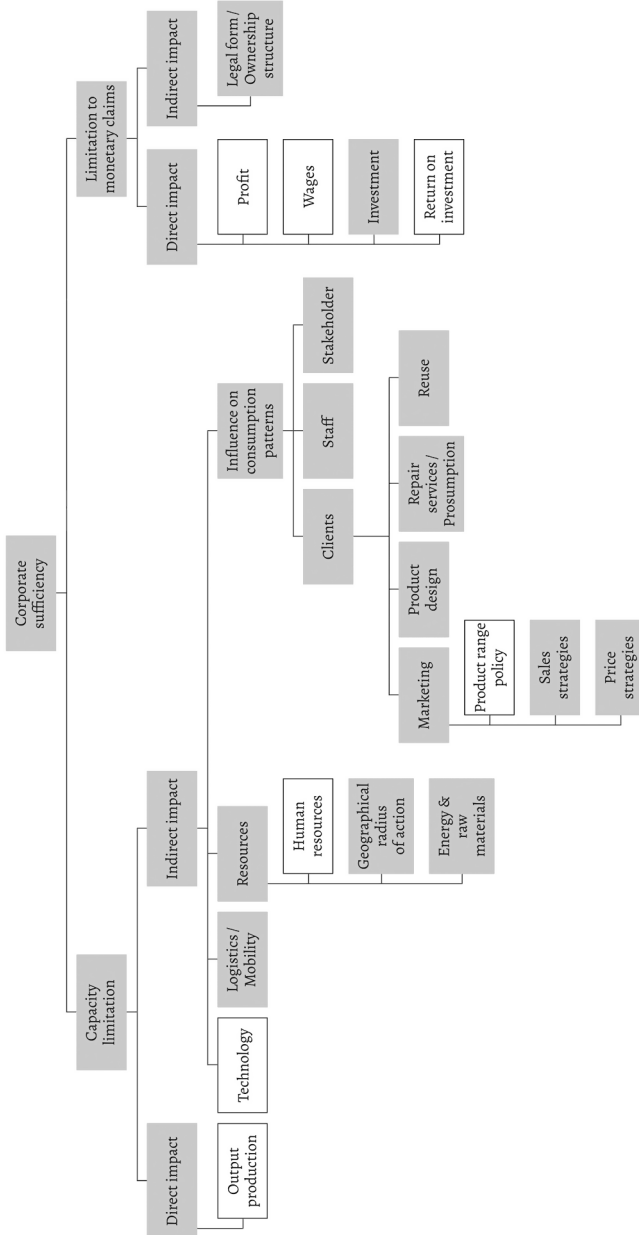 Corporate
sufficiency
Capacity
limitation
Limitation to
monetary claims
Direct impact
Indirect impact
Direct impact
Indirect impact
Output
production
Technology
Logistics /
Mobility
Resources
Influence on
consumption
patterns
Profit
Legal form /
Ownership
structure
Human
resources
Clients
Staff
Stakeholder
Wages
Geographical
radius
of action
Investment
Energy &
raw
materials
Marketing
Product
design
Repair
services /
Prosumption
Reuse
Return on
investment
Product range
policy
Sales
strategies
Price
strategies